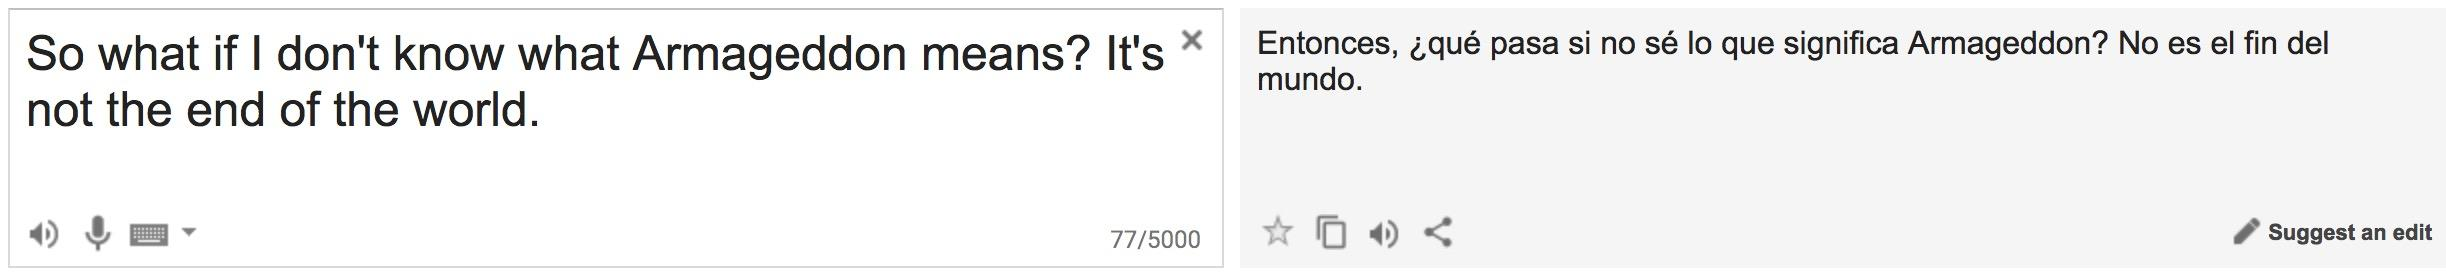 So what if I don't know what Armageddon means? It's
not the end of the world.
77/5000
Entonces, ¿qué pasa si no sé lo que significa Armageddon? No es el fin del
mundo.
Suggest an edit